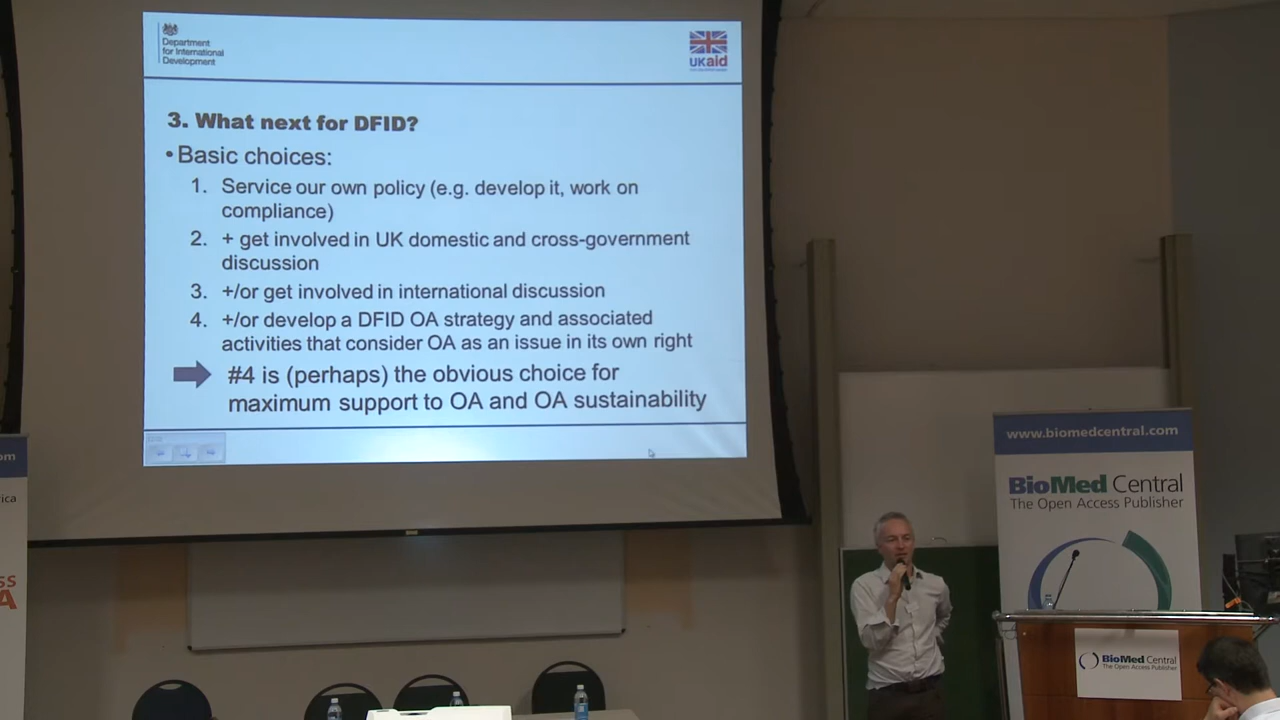 Department
for International
Development
UKaid
3. What next for DFID?
• Basic choices:
1. Service our own policy (e.g. develop it, work on
compliance)
2. + get involved in UK domestic and cross-government
discussion
3. +/or get involved in international discussion
4. +/or develop a DFID OA strategy and associated
activities that consider OA as an issue in its own right
#4 is (perhaps) the obvious choice for
maximum support to OA and OA sustainability
om
ica
SS
A
www.biomedcentral.com
BioMed Central
The Open Access Publisher
BioMed Central
The Open Access Publisher